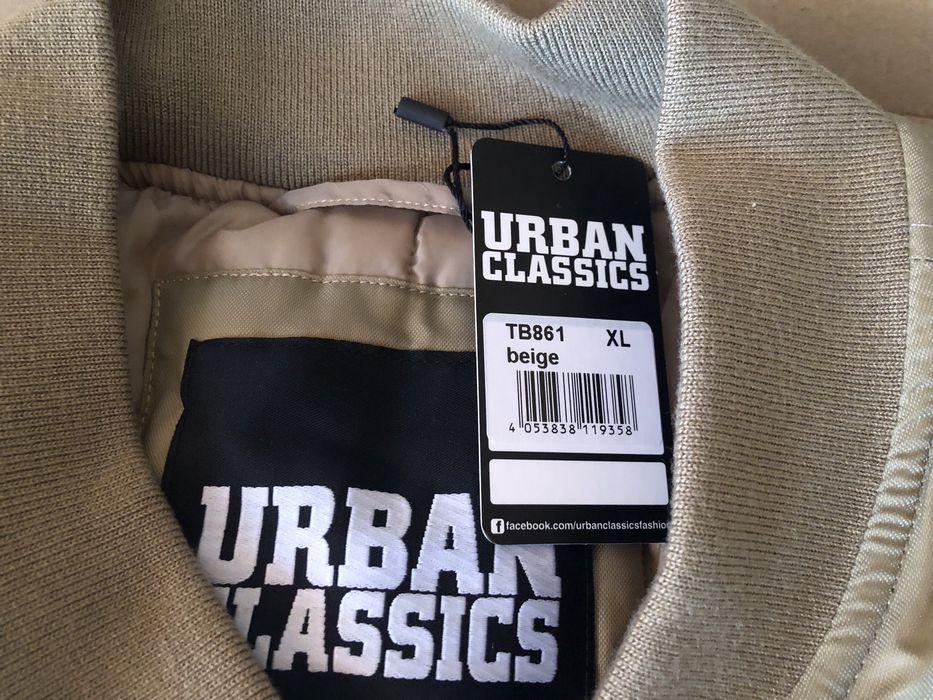 URBAN
CLASSICS
TB861 XL
beige
4 053838 119358
facebook.com/urbanclassicsfashio
URBAN
CLASSICS